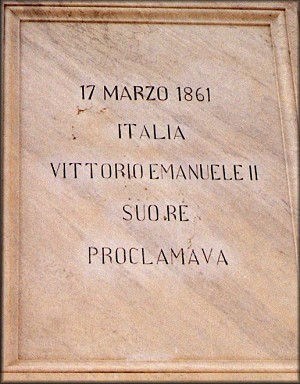 17 MARZO 1861
ITALIA
VITTORIO EMANUELE II
SUO RE
PROCLAMAVA